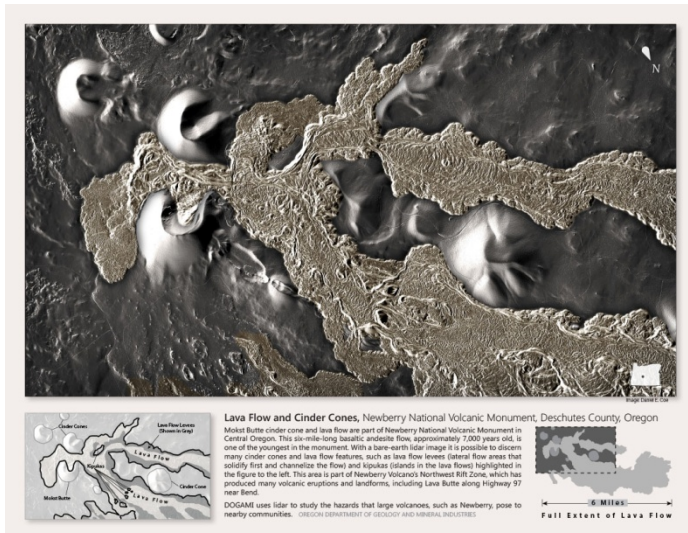 N
Image Daniel E. Coe
Lava Flow and Cinder Cones, Newberry National Volcanic Monument, Deschutes County, Oregon
Mokst Butte cinder cone and lava flow are part of Newberry National Volcanic Monument in
Central Oregon. This six-mile-long basaltic andesite flow, approximately 7,000 years old, is
one of the youngest in the monument. With a bare-earth lidar image it is possible to discern
many cinder cones and lava flow features, such as lava flow levees (lateral flow areas that
solidify first and channelize the flow) and kipukas (islands in the lava flows) highlighted in
the figure to the left. This area is part of Newberry Volcano's Northwest Rift Zone, which has
produced many volcanic eruptions and landforms, including Lava Butte along Highway 97
near Bend.
DOGAMI uses lidar to study the hazards that large volcanoes, such as Newberry, pose to
nearby communities. OREGON DEPARTMENT OF GEOLOGY AND MINERAL INDUSTRIES
Cinder Cones
Lava Flow Levees
(Shown in Gray)
Lava Flow
Kipukas
Cinder Cone
Mokst Butte
Lava Flow
6 Miles
Full Extent of Lava Flow